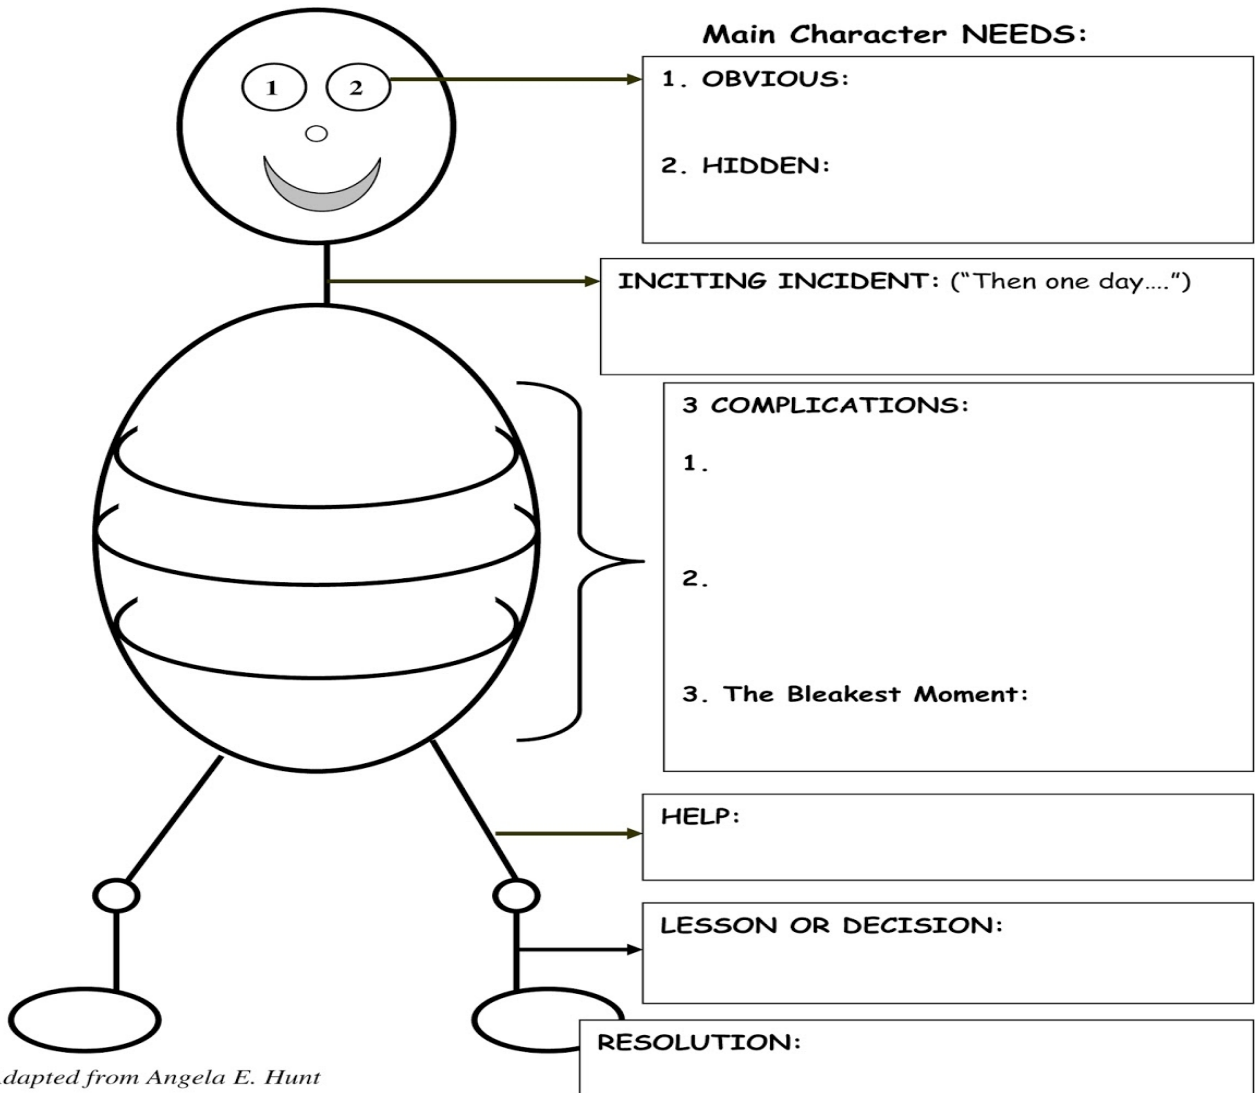 Main Character NEEDS:
1 2
1. OBVIOUS:
2. HIDDEN:
INCITING INCIDENT: (“Then one day....”)
3 COMPLICATIONS:
1.
2.
3. The Bleakest Moment:
HELP:
LESSON OR DECISION:
RESOLUTION:
dapted from Angela E. Hunt